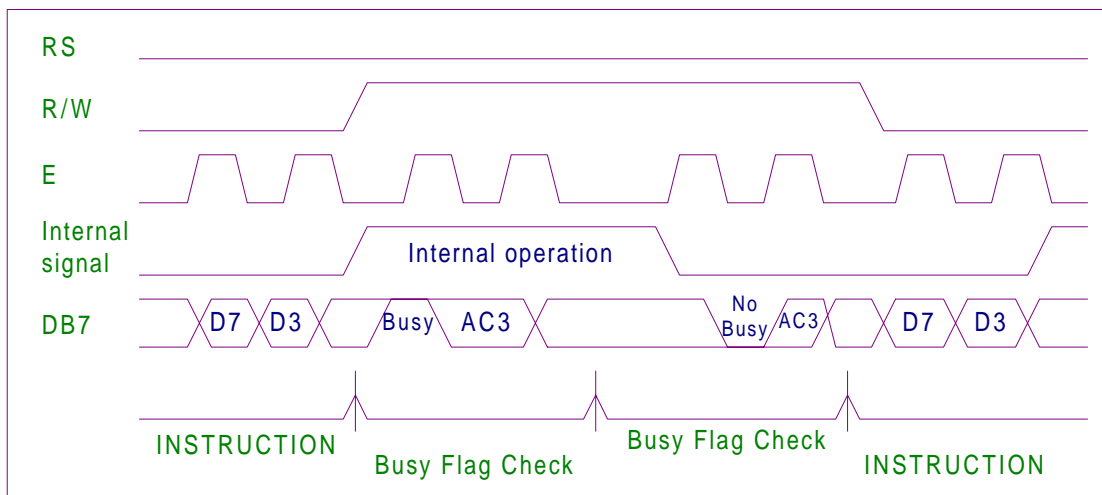 RS
R/W
E
Internal
signal
Internal operation
DB7
D7
D3
Busy
AC3
No
Busy
AC3
D7
D3
INSTRUCTION
Busy Flag Check
Busy Flag Check
INSTRUCTION